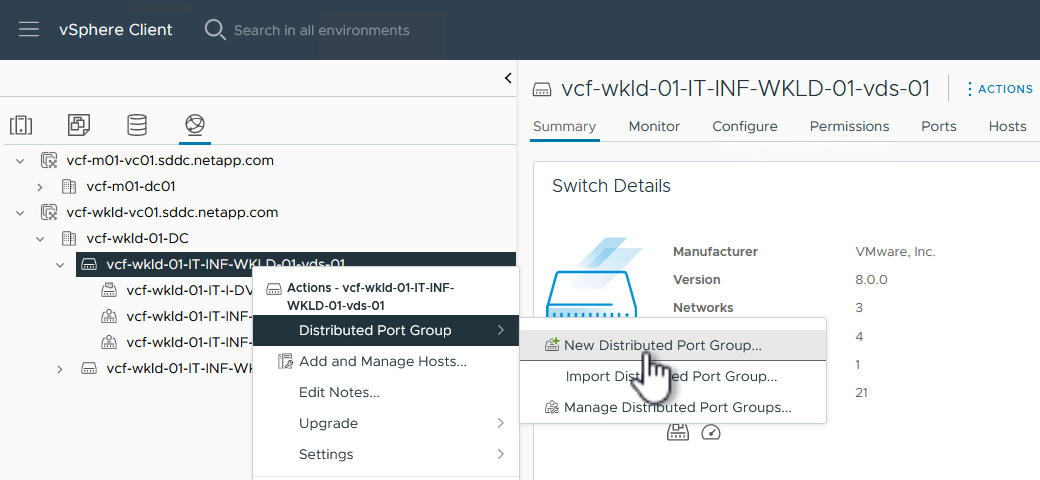 vSphere Client
Search in all environments
vcf-m01-vc01.sddc.netapp.com
vcf-m01-dc01
vcf-wkld-vc01.sddc.netapp.com
vcf-wkld-01-DC
vcf-wkld-01-IT-INF-WKLD-01-vds-01
vcf-wkld-01-IT-I-DV
vcf-wkld-01-IT-INF-
vcf-wkld-01-IT-INF-
vcf-wkld-01-IT-INF-WK
Actions - vcf-wkld-01-IT-INF-
WKLD-01-vds-01
Distributed Port Group
Add and Manage Hosts...
Edit Notes...
Upgrade
Settings
New Distributed Port Group...
Import Distributed Port Group...
Manage Distributed Port Groups...
vcf-wkld-01-IT-INF-WKLD-01-vds-01
ACTIONS
Summary Monitor Configure Permissions Ports Hosts
Switch Details
Manufacturer VMware, Inc.
Version 8.0.0
Networks 3
4
1
21